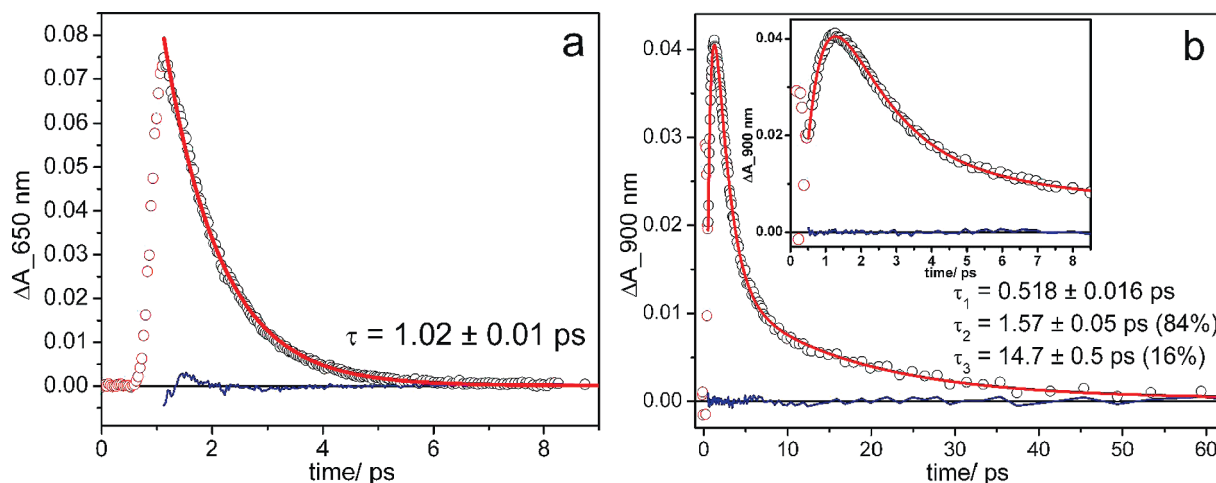 a
0.08
0.07
0.06
0.05
0.04
0.03
0.02
0.01
0.00
ΔA_650 nm
τ = 1.02 ± 0.01 ps
0 2 4 6 8
time/ ps
b
0.04
0.03
0.02
0.01
0.00
ΔA_900 nm
0.04
0.02
0.00
ΔA_900 nm
0 1 2 3 4 5 6 7 8
time/ ps
τ₁ = 0.518 ± 0.016 ps
τ₂ = 1.57 ± 0.05 ps (84%)
τ₃ = 14.7 ± 0.5 ps (16%)
0 10 20 30 40 50 60
time/ ps